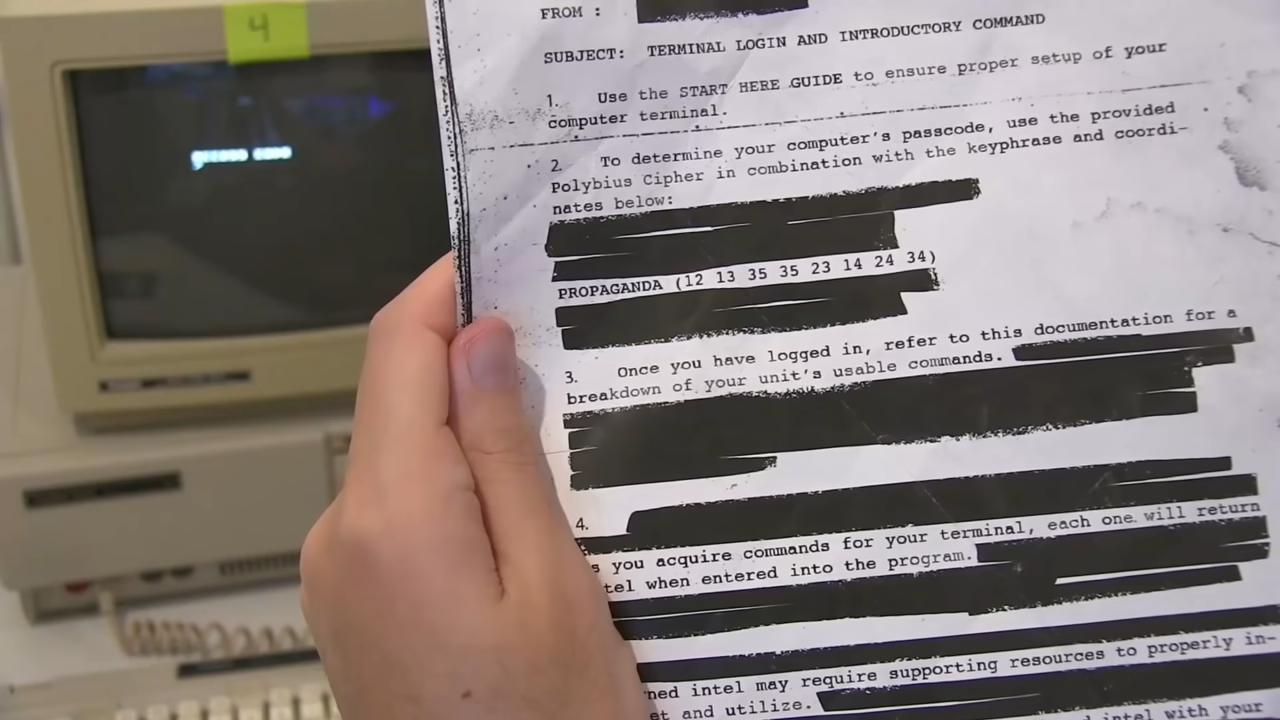 4
access code
FROM :
SUBJECT: TERMINAL LOGIN AND INTRODUCTORY COMMAND
1. Use the START HERE GUIDE to ensure proper setup of your
computer terminal.
2. To determine your computer's passcode, use the provided
Polybius Cipher in combination with the keyphrase and coordi-
nates below:
PROPAGANDA (12 13 35 35 23 14 24 34)
3. Once you have logged in, refer to this documentation for a
breakdown of your unit's usable commands.
4.
s you acquire commands for your terminal, each one will return
tel when entered into the program.
ned intel may require supporting resources to properly in-
et and utilize.
d intel with your